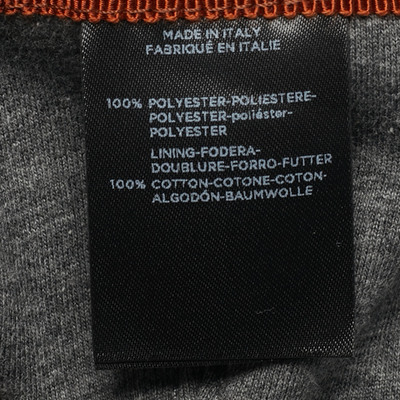 MADE IN ITALY
FABRIQUÉ EN ITALIE
100% POLYESTER-POLIESTERE-
POLYESTER-poliéster-
POLYESTER
LINING-FODERA-
DOUBLURE-FORRO-FUTTER
100% COTTON-COTONE-COTON-
ALGODÓN-BAUMWOLLE